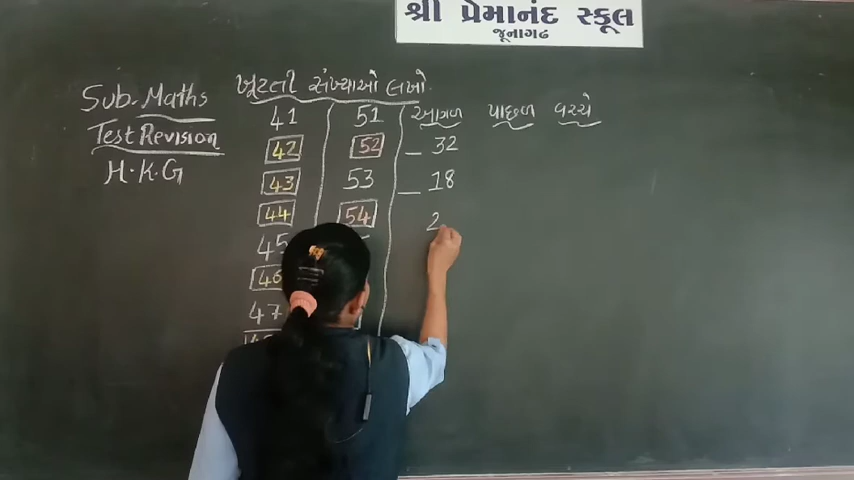 શ્રી પ્રેમાનંદ સ્કૂલ
જૂનાગઢ
Sub. Maths
Test Revision
H.K.G
ખૂટતી સંખ્યાઓ લખો.
41
42
43
44
45
46
47
51
52
53
54
આગળ પાછળ વચ્ચે
_ 32
_ 18
2